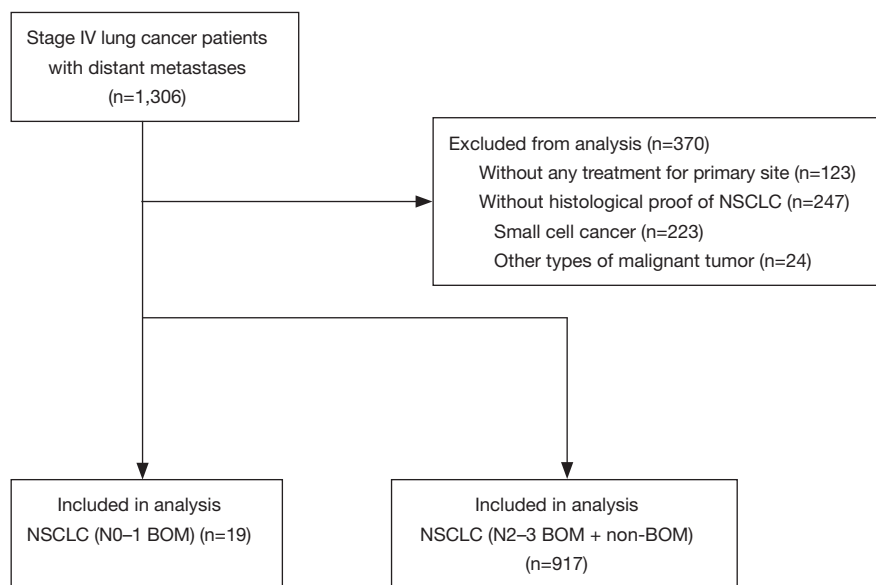 Stage IV lung cancer patients
with distant metastases
(n=1,306)
Excluded from analysis (n=370)
Without any treatment for primary site (n=123)
Without histological proof of NSCLC (n=247)
Small cell cancer (n=223)
Other types of malignant tumor (n=24)
Included in analysis
NSCLC (N0–1 BOM) (n=19)
Included in analysis
NSCLC (N2–3 BOM + non-BOM)
(n=917)